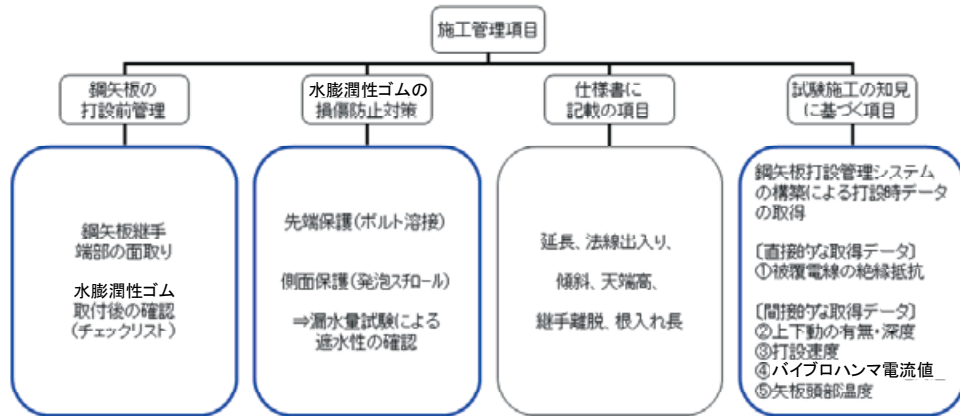 施工管理項目
鋼矢板の
打設前管理
水膨潤性ゴムの
損傷防止対策
仕様書に
記載の項目
試験施工の知見
に基づく項目
鋼矢板継手
端部の面取り
水膨潤性ゴム
取付後の確認
(チェックリスト)
先端保護(ボルト溶接)
側面保護(発泡スチロール)
⇒漏水量試験による
遮水性の確認
延長、法線出入り、
傾斜、天端高、
継手離脱、根入れ長
鋼矢板打設管理システム
の構築による打設時データ
の取得
〔直接的な取得データ〕
①被覆電線の絶縁抵抗
〔間接的な取得データ〕
②上下動の有無・深度
③打設速度
④バイブロハンマ電流値
⑤矢板頭部温度